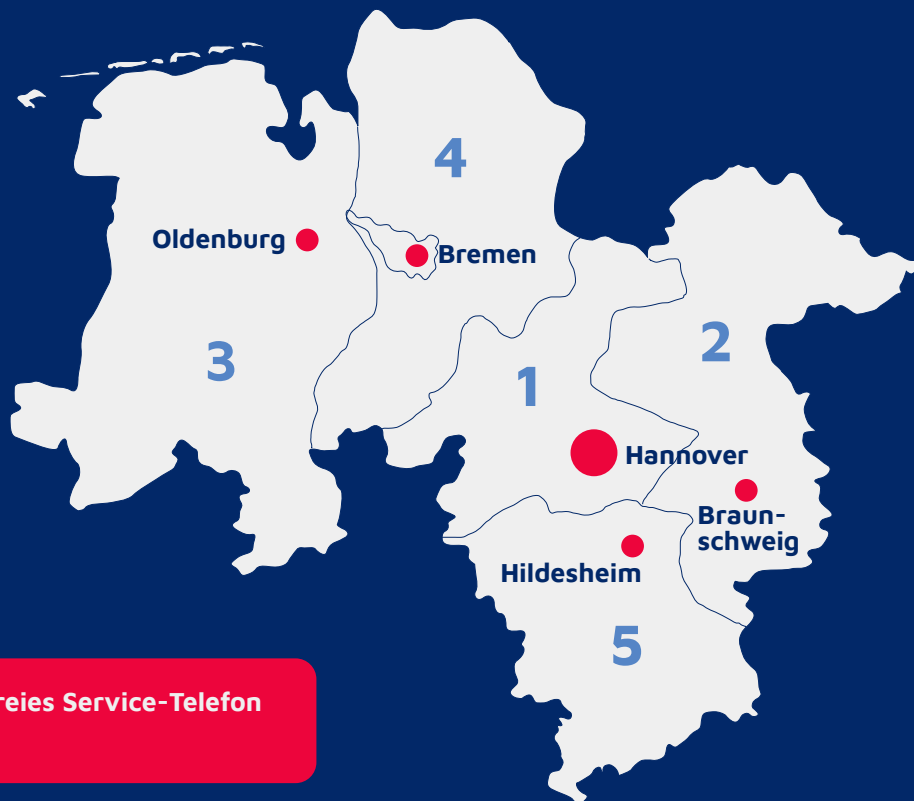 4
Oldenburg
Bremen
2
3
1
Hannover
Braun-
schweig
Hildesheim
5
reies Service-Telefon